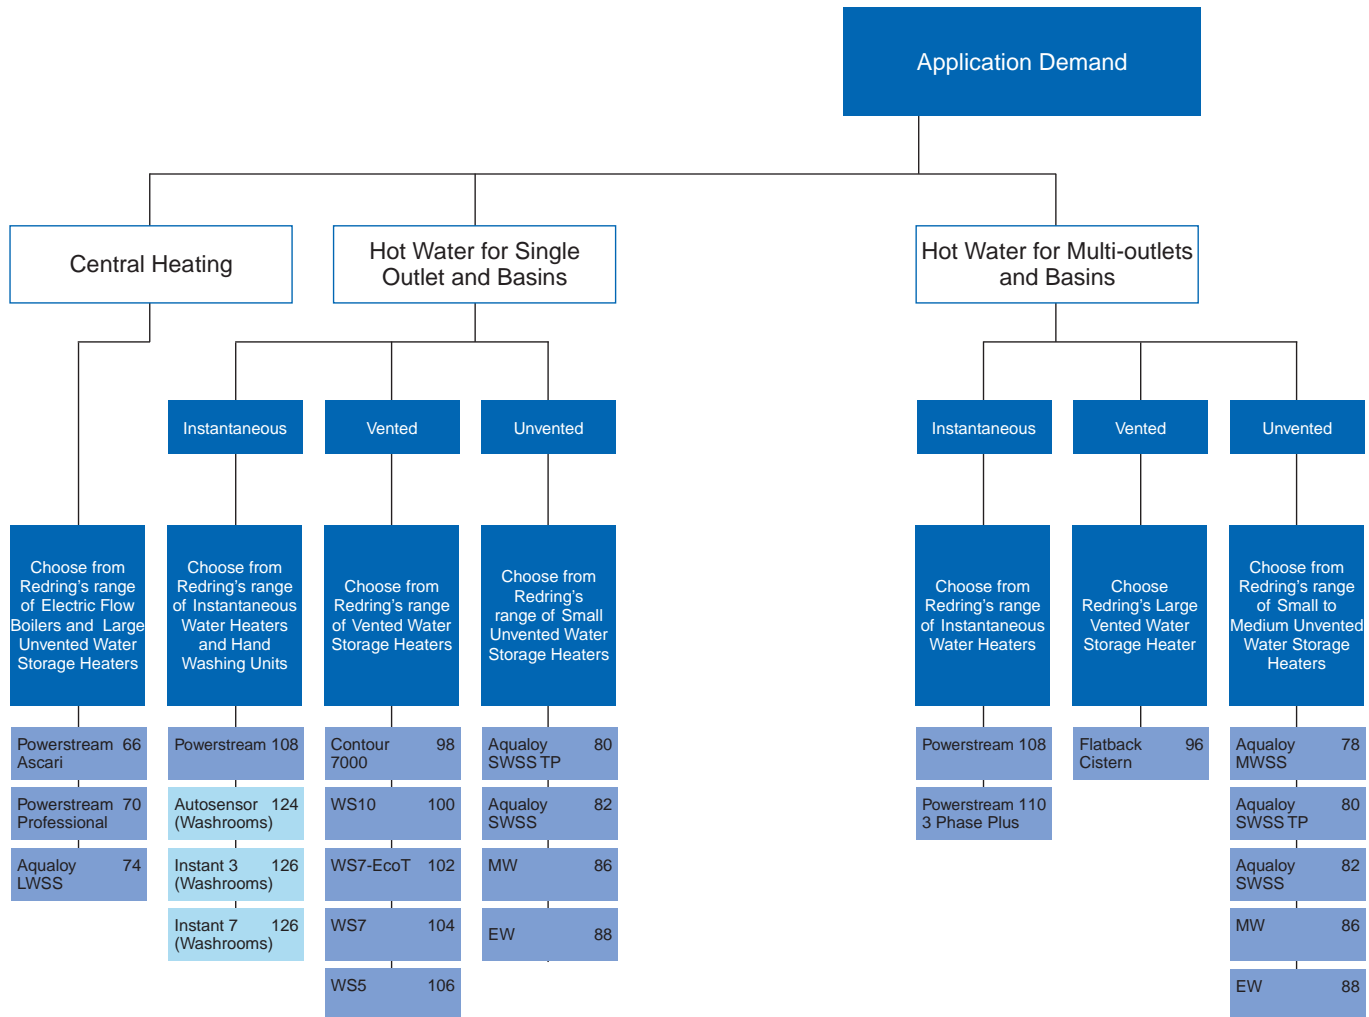 Application Demand
Central Heating
Hot Water for Single
Outlet and Basins
Hot Water for Multi-outlets
and Basins
Instantaneous
Vented
Unvented
Instantaneous
Vented
Unvented
Choose from
Redring’s range
of Electric Flow
Boilers and Large
Unvented Water
Storage Heaters
Choose from
Redring’s range
of Instantaneous
Water Heaters
and Hand
Washing Units
Choose from
Redring’s range
of Vented Water
Storage Heaters
Choose from
Redring’s
range of Small
Unvented Water
Storage Heaters
Choose from
Redring’s range
of Instantaneous
Water Heaters
Choose
Redring’s Large
Vented Water
Storage Heater
Choose from
Redring’s range
of Small to
Medium Unvented
Water Storage
Heaters
Powerstream 66
Ascari
Powerstream 70
Professional
Aqualoy 74
LWSS
Powerstream 108
Autosensor 124
(Washrooms)
Instant 3 126
(Washrooms)
Instant 7 126
(Washrooms)
Contour 98
7000
WS10 100
WS7-EcoT 102
WS7 104
WS5 106
Aqualoy 80
SWSS TP
Aqualoy 82
SWSS
MW 86
EW 88
Powerstream 108
Powerstream 110
3 Phase Plus
Flatback 96
Cistern
Aqualoy 78
MWSS
Aqualoy 80
SWSS TP
Aqualoy 82
SWSS
MW 86
EW 88